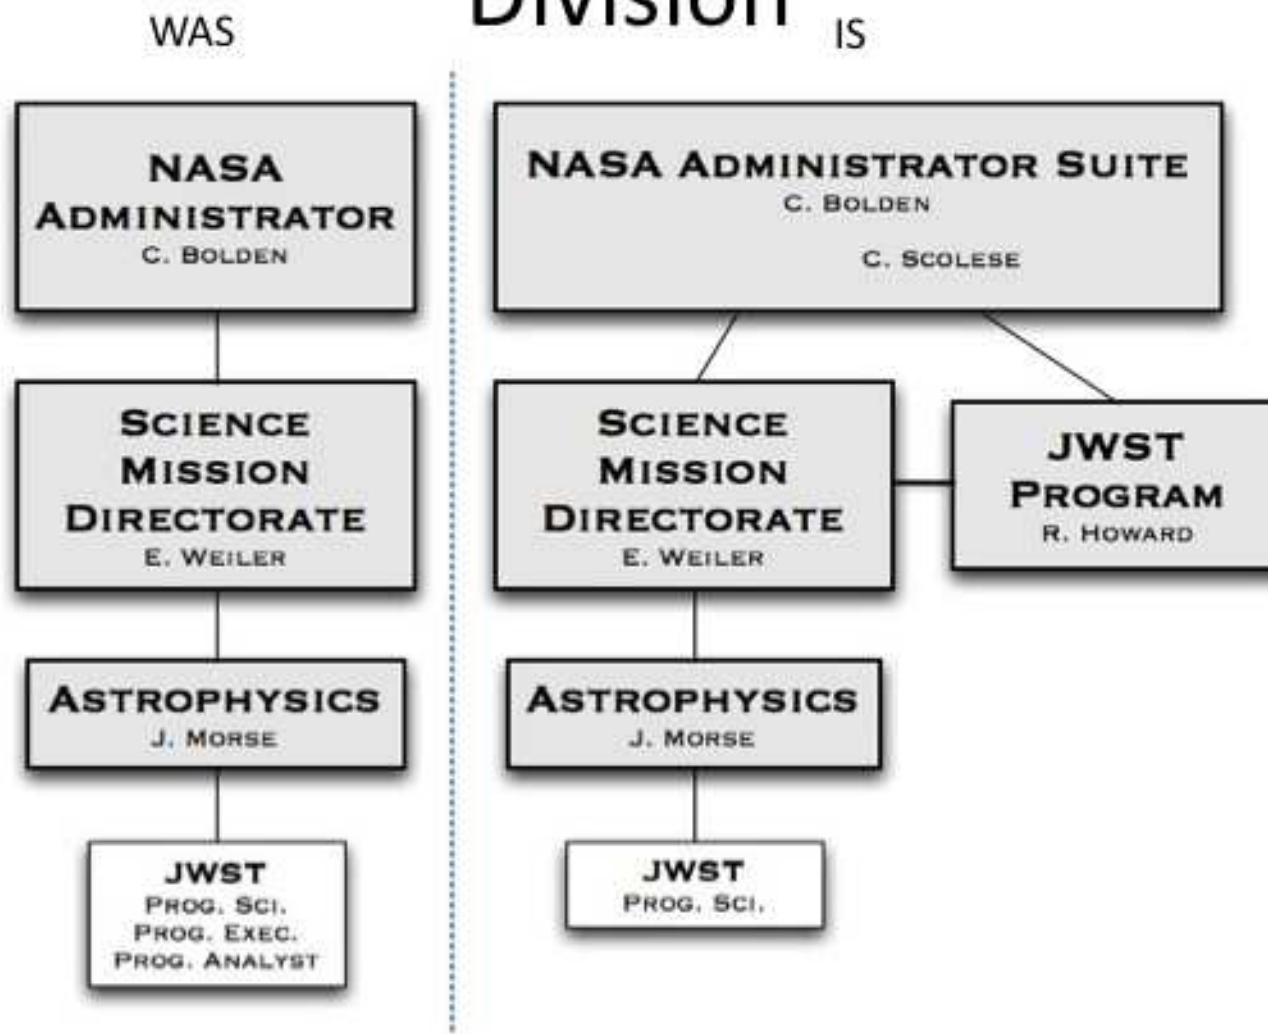 Division
WAS
IS
NASA
ADMINISTRATOR
C. BOLDEN
SCIENCE
MISSION
DIRECTORATE
E. WEILER
ASTROPHYSICS
J. MORSE
JWST
PROG. SCI.
PROG. EXEC.
PROG. ANALYST
NASA ADMINISTRATOR SUITE
C. BOLDEN
C. SCOLESE
SCIENCE
MISSION
DIRECTORATE
E. WEILER
JWST
PROGRAM
R. HOWARD
ASTROPHYSICS
J. MORSE
JWST
PROG. SCI.